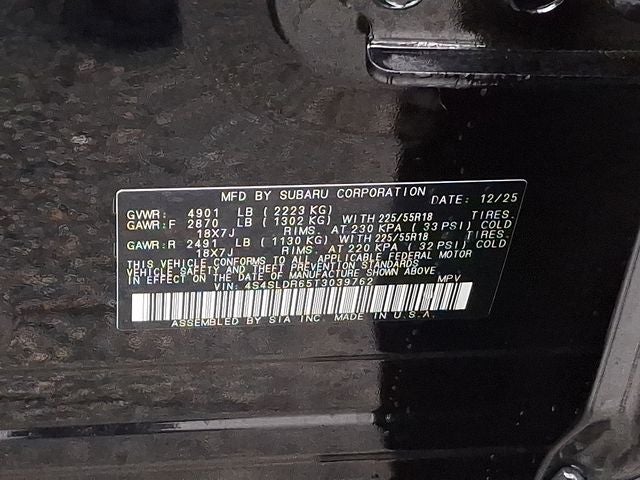 MFD BY SUBARU CORPORATION DATE: 12/25
GVWR: 4901 LB ( 2223 KG)
GAWR:F 2870 LB ( 1302 KG) WITH 225/55R18 TIRES.
18X7J RIMS. AT 230 KPA ( 33 PSI) COLD
GAWR:R 2491 LB ( 1130 KG) WITH 225/55R18 TIRES.
18X7J RIMS. AT 220 KPA ( 32 PSI) COLD
THIS VEHICLE CONFORMS TO ALL APPLICABLE FEDERAL MOTOR
VEHICLE SAFETY AND THEFT PREVENTION STANDARDS
IN EFFECT ON THE DATE OF MANUFACTURE SHOWN ABOVE
VIN: 4S4SLDR65T3039762 MPV
ASSEMBLED BY SIA INC. MADE IN U.S.A.